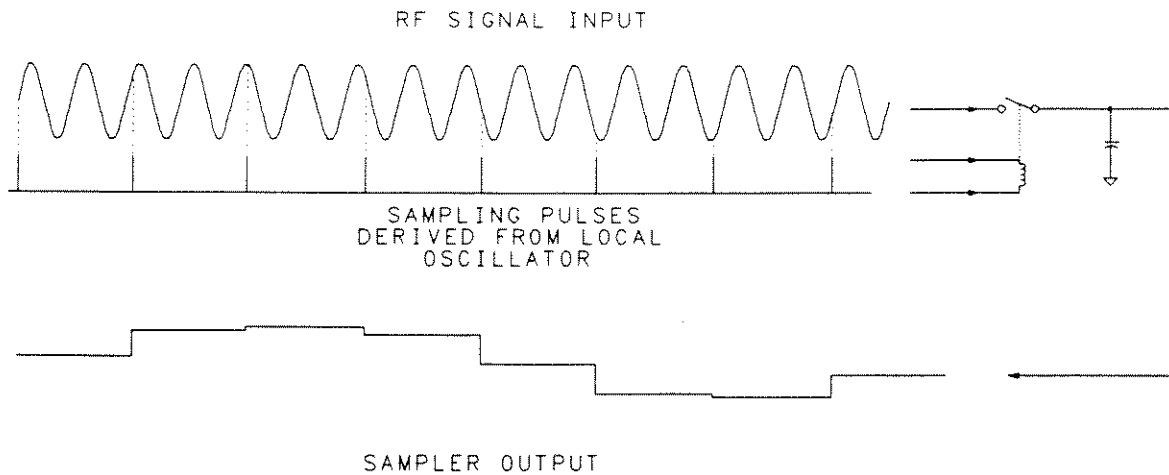 RF SIGNAL INPUT
SAMPLING PULSES
DERIVED FROM LOCAL
OSCILLATOR
SAMPLER OUTPUT